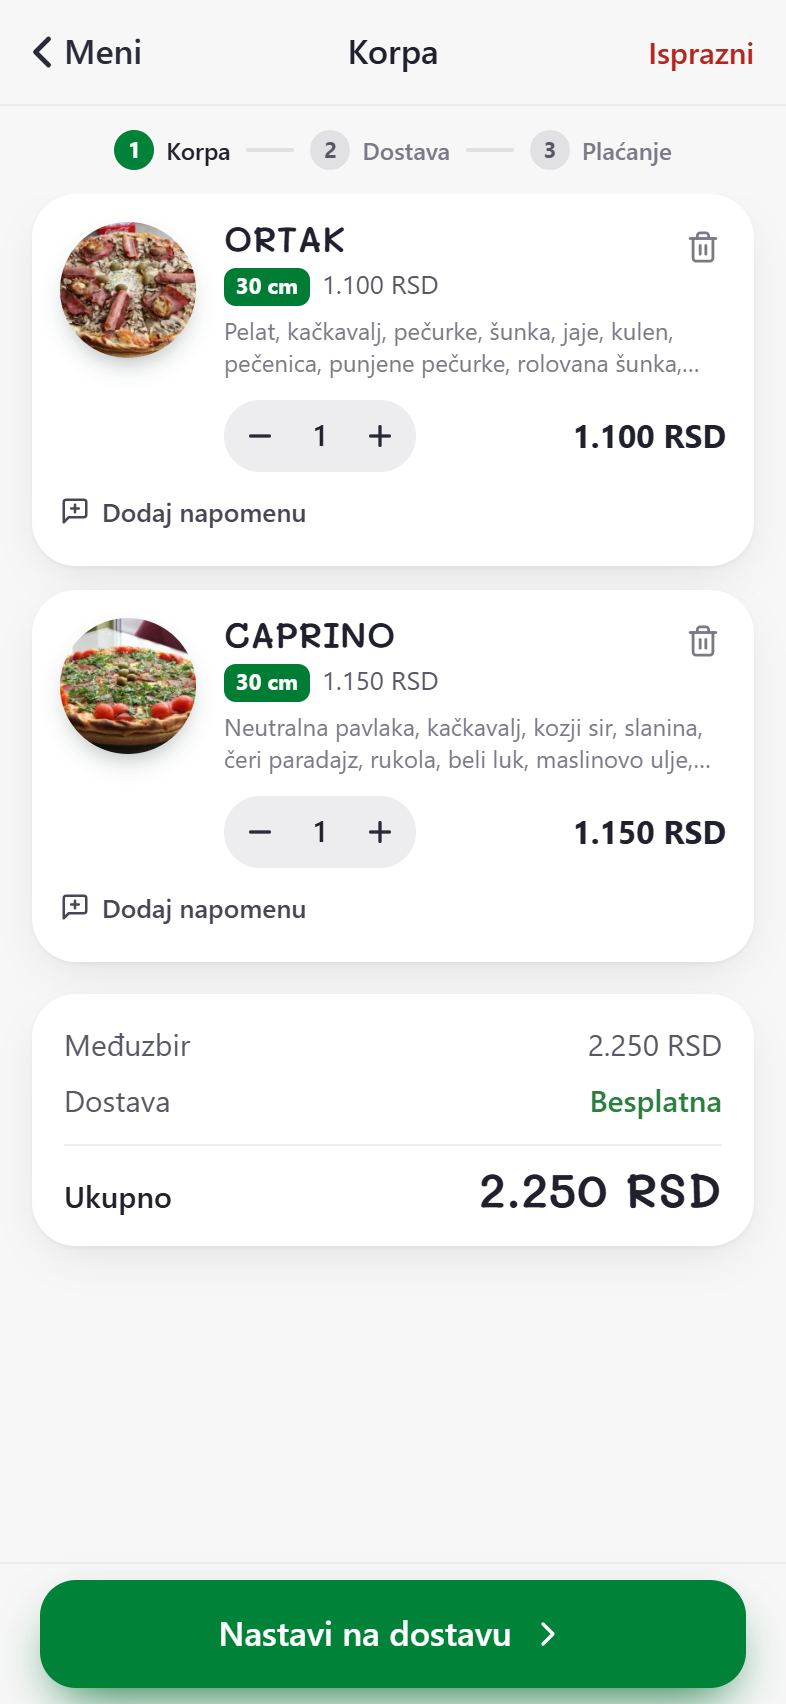 Meni
Korpa
Isprazni
1 Korpa
2 Dostava
3 Plaćanje
ORTAK
30 cm 1.100 RSD
Pelat, kačkavalj, pečurke, šunka, jaje, kulen,
pečenica, punjene pečurke, rolovana šunka,...
1
1.100 RSD
Dodaj napomenu
CAPRINO
30 cm 1.150 RSD
Neutralna pavlaka, kačkavalj, kozji sir, slanina,
čeri paradajz, rukola, beli luk, maslinovo ulje,...
1
1.150 RSD
Dodaj napomenu
Međuzbir 2.250 RSD
Dostava Besplatna
Ukupno 2.250 RSD
Nastavi na dostavu